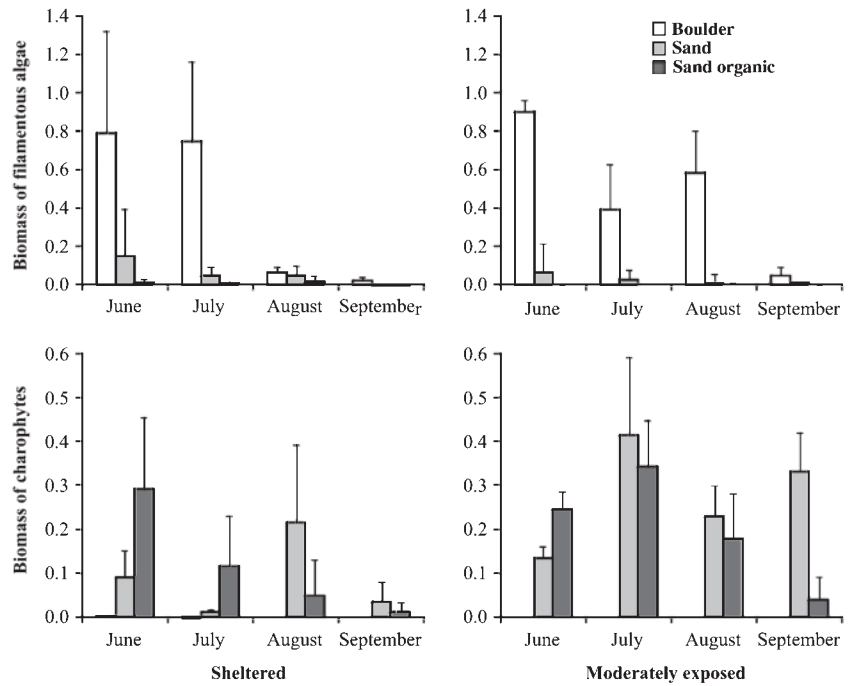 Biomass of filamentous algae
1.4
1.2
1.0
0.8
0.6
0.4
0.2
0.0
June July August September
1.4
1.2
1.0
0.8
0.6
0.4
0.2
0.0
June July August September
Boulder
Sand
Sand organic
Biomass of charophytes
0.6
0.5
0.4
0.3
0.2
0.1
0.0
June July August September
Sheltered
0.6
0.5
0.4
0.3
0.2
0.1
0.0
June July August September
Moderately exposed